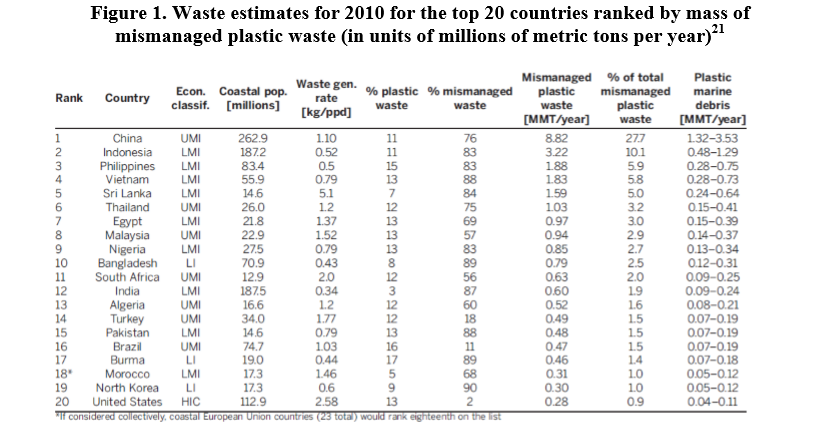 Figure 1. Waste estimates for 2010 for the top 20 countries ranked by mass of
mismanaged plastic waste (in units of millions of metric tons per year)21
Rank Country Econ. classif. Coastal pop. [millions] Waste gen. rate [kg/ppd] % plastic waste % mismanaged waste Mismanaged plastic waste [MMT/year] % of total mismanaged plastic waste Plastic marine debris [MMT/year]
1 China UMI 262.9 1.10 11 76 8.82 27.7 1.32–3.53
2 Indonesia LMI 187.2 0.52 11 83 3.22 10.1 0.48–1.29
3 Philippines LMI 83.4 0.5 15 83 1.88 5.9 0.28–0.75
4 Vietnam LMI 55.9 0.79 13 88 1.83 5.8 0.28–0.73
5 Sri Lanka LMI 14.6 5.1 7 84 1.59 5.0 0.24–0.64
6 Thailand UMI 26.0 1.2 12 75 1.03 3.2 0.15–0.41
7 Egypt LMI 21.8 1.37 13 69 0.97 3.0 0.15–0.39
8 Malaysia UMI 22.9 1.52 13 57 0.94 2.9 0.14–0.37
9 Nigeria LMI 27.5 0.79 13 83 0.85 2.7 0.13–0.34
10 Bangladesh LI 70.9 0.43 8 89 0.79 2.5 0.12–0.31
11 South Africa UMI 12.9 2.0 12 56 0.63 2.0 0.09–0.25
12 India LMI 187.5 0.34 3 87 0.60 1.9 0.09–0.24
13 Algeria UMI 16.6 1.2 12 60 0.52 1.6 0.08–0.21
14 Turkey UMI 34.0 1.77 12 18 0.49 1.5 0.07–0.19
15 Pakistan LMI 14.6 0.79 13 88 0.48 1.5 0.07–0.19
16 Brazil UMI 74.7 1.03 16 11 0.47 1.5 0.07–0.19
17 Burma LI 19.0 0.44 17 89 0.46 1.4 0.07–0.18
18* Morocco LMI 17.3 1.46 5 68 0.31 1.0 0.05–0.12
19 North Korea LI 17.3 0.6 9 90 0.30 1.0 0.05–0.12
20 United States HIC 112.9 2.58 13 2 0.28 0.9 0.04–0.11
*If considered collectively, coastal European Union countries (23 total) would rank eighteenth on the list